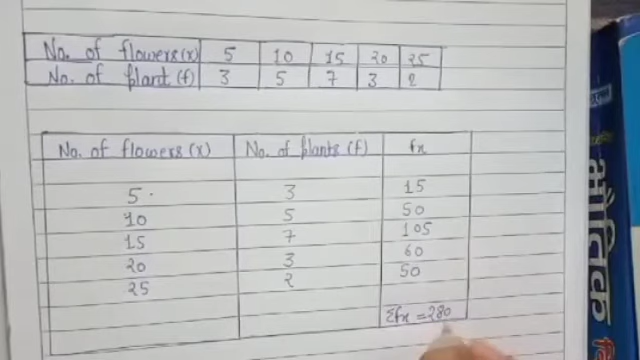 No. of flowers(x) 5 10 15 20 25
No. of plant (f) 3 5 7 3 2
No. of flowers (x) No. of plants (f) fx
5 3 15
10 5 50
15 7 105
20 3 60
25 2 50
Σfx = 280
भौतिक